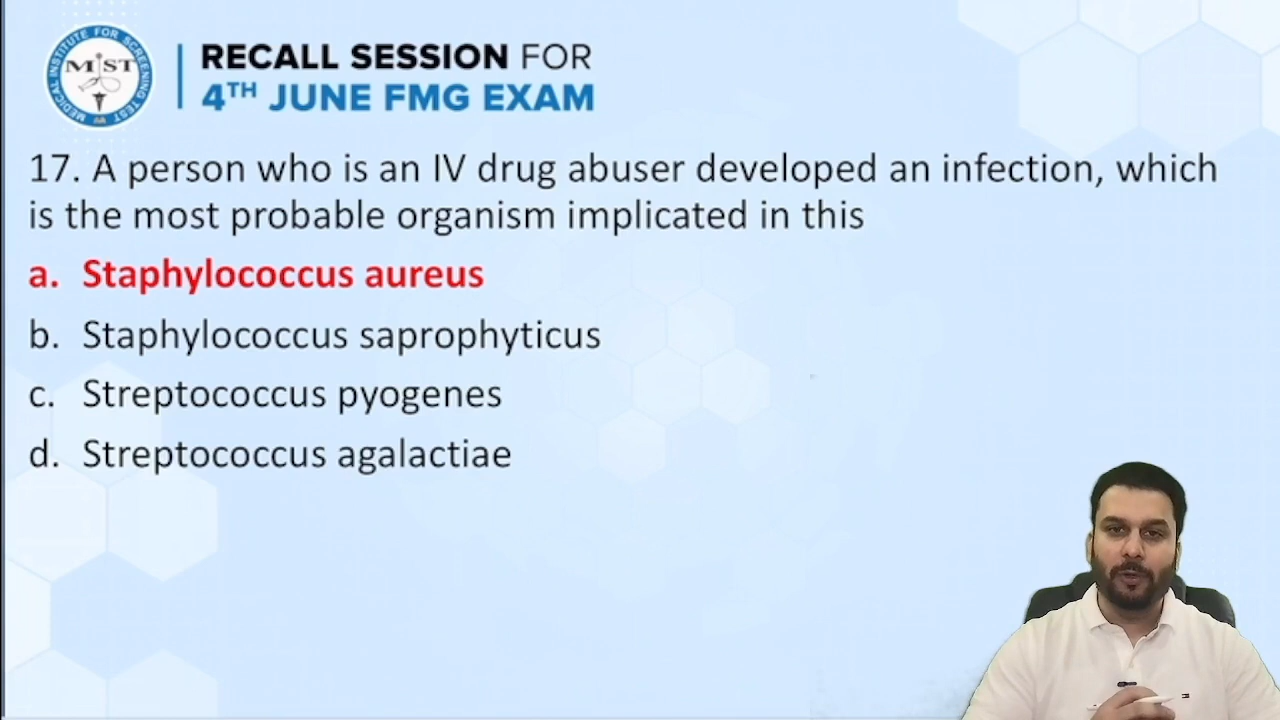 MEDICAL INSTITUTE FOR SCREENING TEST
MIST
RECALL SESSION FOR
4TH JUNE FMG EXAM
17. A person who is an IV drug abuser developed an infection, which
is the most probable organism implicated in this
a. Staphylococcus aureus
b. Staphylococcus saprophyticus
c. Streptococcus pyogenes
d. Streptococcus agalactiae